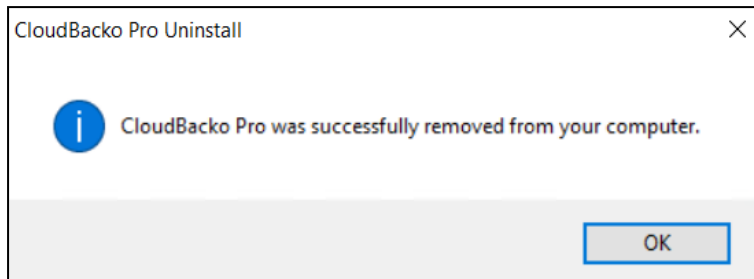 CloudBacko Pro Uninstall
CloudBacko Pro was successfully removed from your computer.
OK